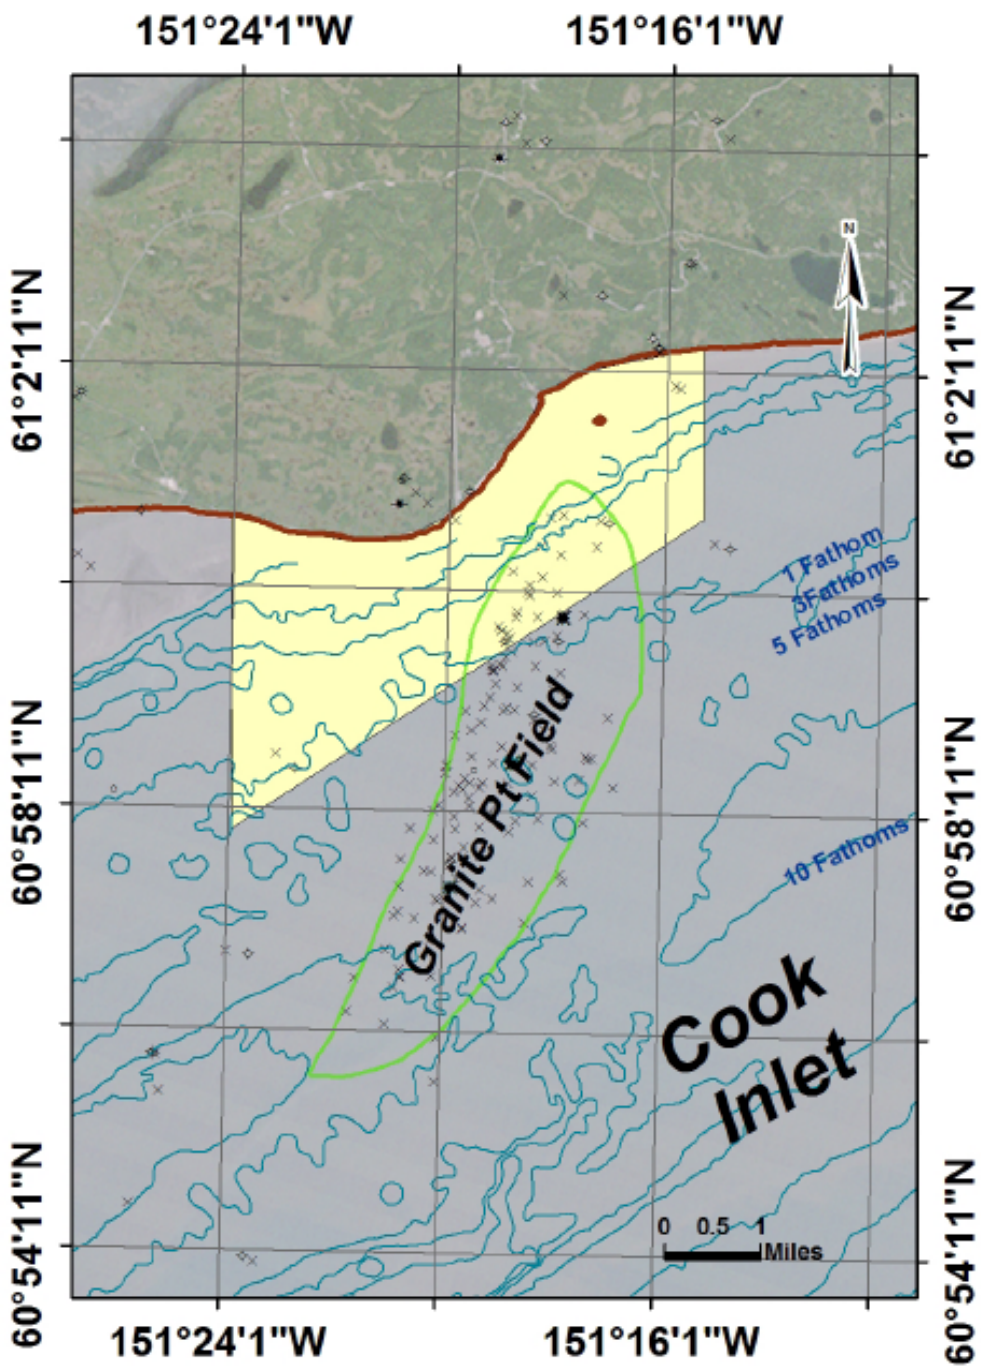 151°24'1"W
151°16'1"W
N
61°2'11"N
61°2'11"N
1 Fathom
3Fathoms
5 Fathoms
Granite Pt Field
60°58'11"N
60°58'11"N
10 Fathoms
Cook
Inlet
0 0.5 1
Miles
60°54'11"N
60°54'11"N
151°24'1"W
151°16'1"W